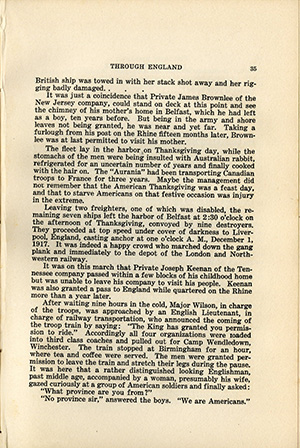 THROUGH ENGLAND 35
British ship was towed in with her stack shot away and her rig-
ging badly damaged. .
It was just a coincidence that Private James Brownlee of the
New Jersey company, could stand on deck at this point and see
the chimney of his mother's home in Belfast, which he had left
as a boy, ten years before. But being in the army and shore
leaves not being granted, he was near and yet far. Taking a
furlough from his post on the Rhine fifteen months later, Brown-
lee was at last permitted to visit his mother.
The fleet lay in the harbor on Thanksgiving day, while the
stomachs of the men were being insulted with Australian rabbit,
refrigerated for an uncertain number of years and finally cooked
with the hair on. The "Aurania" had been transporting Canadian
troops to France for three years. Maybe the management did
not remember that the American Thanksgiving was a feast day,
and that to starve Americans on that festive occasion was injury
in the extreme.
Leaving two freighters, one of which was disabled, the re-
maining seven ships left the harbor of Belfast at 2:30 o'clock on
the afternoon of Thanksgiving, convoyed by nine destroyers.
They proceeded at top speed under cover of darkness to Liver-
pool, England, casting anchor at one o'clock A. M., December 1,
1917. It was indeed a happy crowd who marched down the gang
plank and immediately to the depot of the London and North-
western railway.
It was on this march that Private Joseph Keenan of the Ten-
nessee company passed within a few blocks of his childhood home
but was unable to leave his company to visit his people. Keenan
was also granted a pass to England while quartered on the Rhine
more than a year later.
After waiting nine hours in the cold, Major Wilson, in charge
of the troops, was approached by an English Lieutenant, in
charge of railway transportation, who announced the coming of
the troop train by saying: "The King has granted you permis-
sion to ride." Accordingly all four organizations were loaded
into third class coaches and pulled out for Camp Wendledown,
Winchester. The train stopped at Birmingham for an hour,
where tea and coffee were served. The men were granted per-
mission to leave the train and stretch their legs during the pause.
It was here that a rather distinguished looking Englishman,
past middle age, accompanied by a woman, presumably his wife,
gazed curiously at a group of American soldiers and finally asked:
"What province are you from?"
"No province sir," answered the boys. "We are Americans."